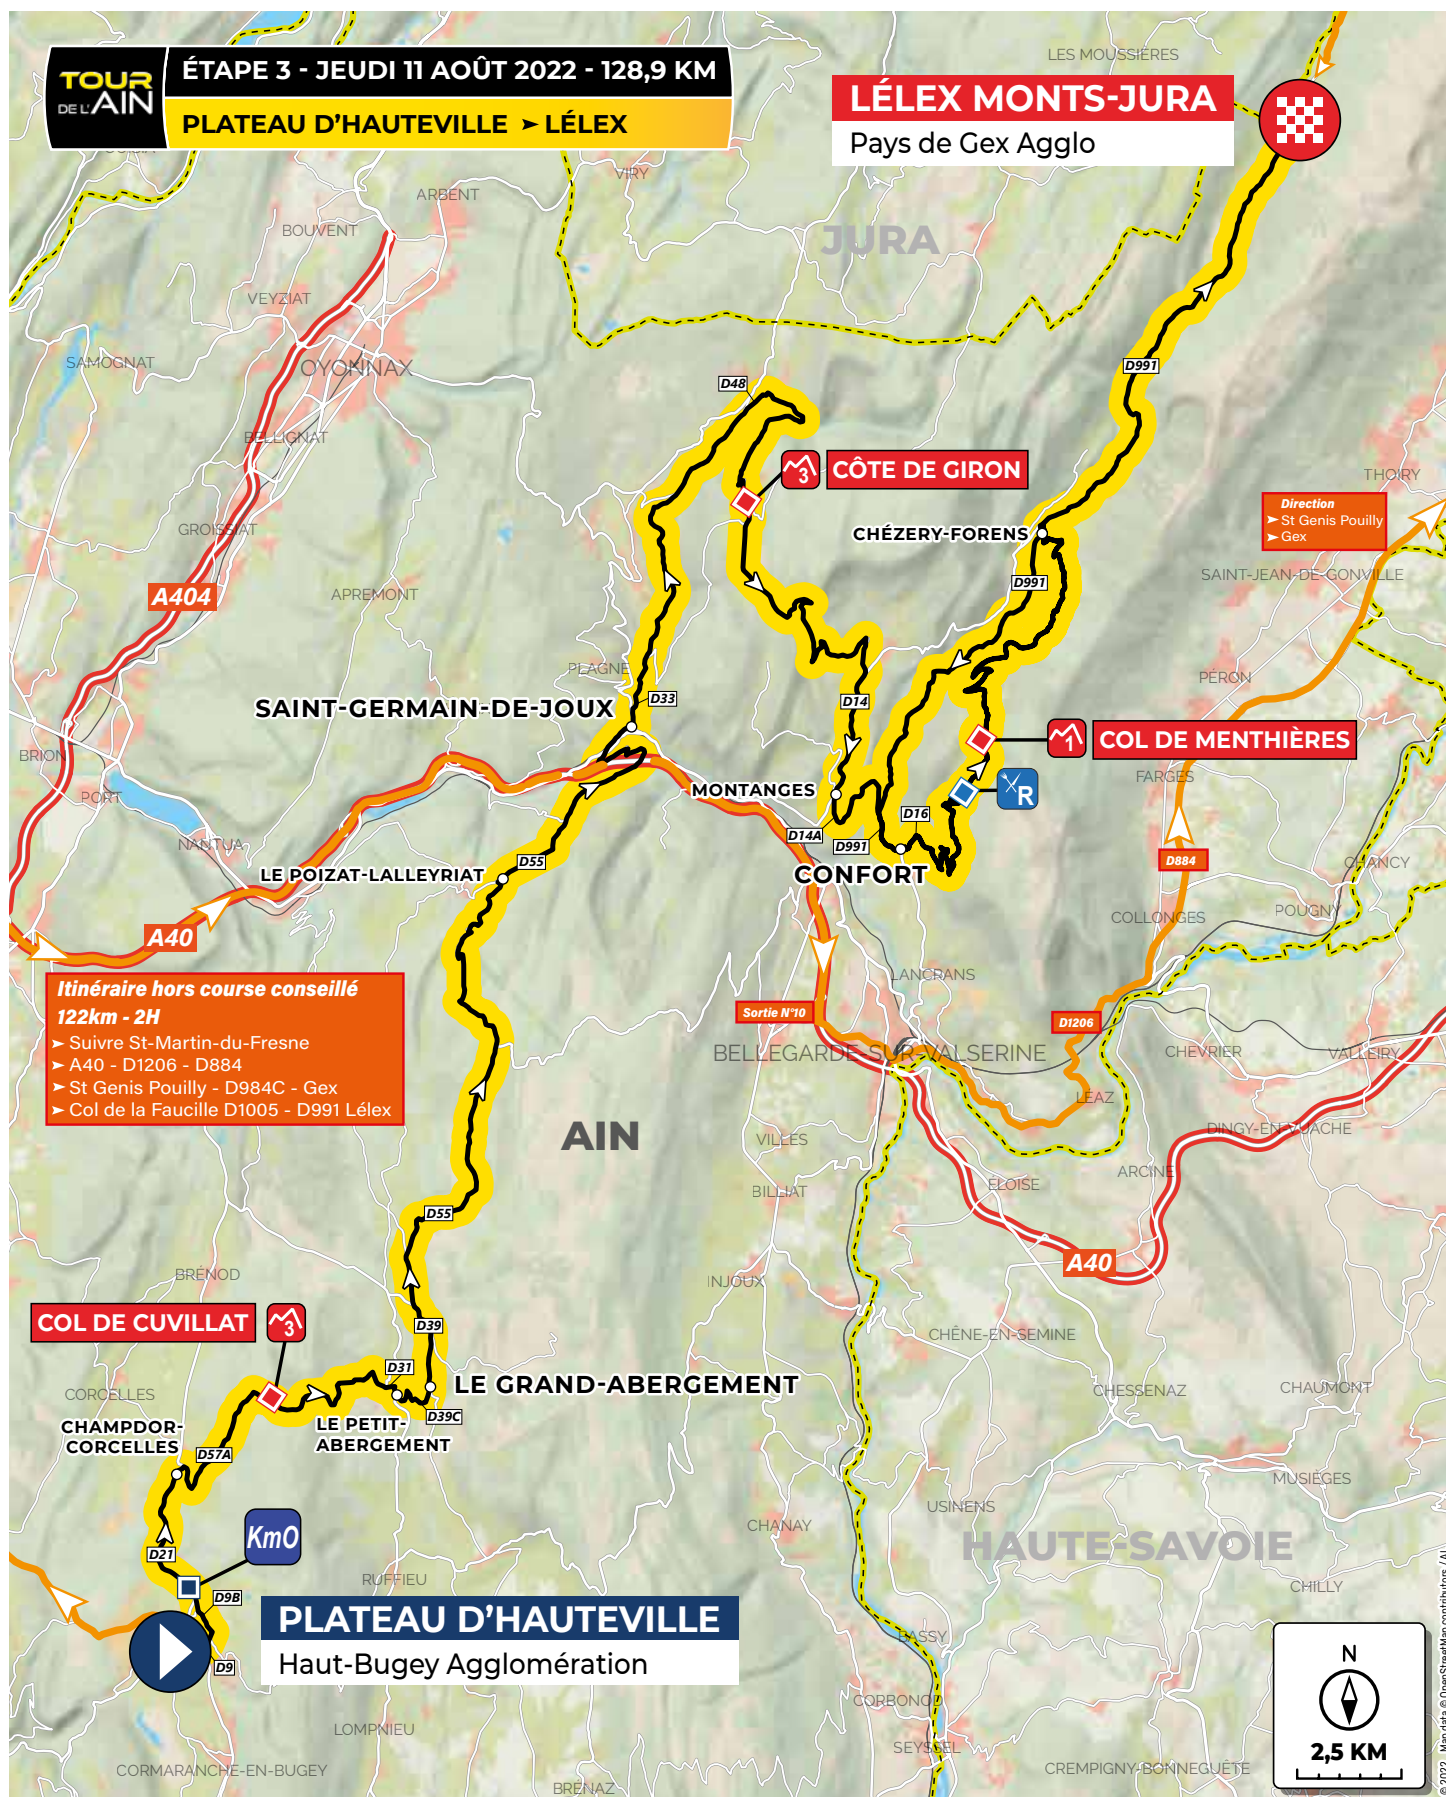 TOUR
DE L'AIN
ÉTAPE 3 - JEUDI 11 AOÛT 2022 - 128,9 KM
PLATEAU D'HAUTEVILLE ➤ LÉLEX
LES MOUSSIÈRES
LÉLEX MONTS-JURA
Pays de Gex Agglo
VIRY
ARBENT
BOUVENT
JURA
VEYZIAT
SAMOGNAT
OYONNAX
D991
D48
BELLIGNAT
CÔTE DE GIRON
3
THOIRY
Direction
➤ St Genis Pouilly
➤ Gex
GROISSIAT
CHÉZERY-FORENS
SAINT-JEAN-DE-GONVILLE
D991
A404
APREMONT
PLAGNE
PÉRON
D33
D14
SAINT-GERMAIN-DE-JOUX
1
COL DE MENTHIÈRES
BRION
FARGES
PORT
MONTANGES
R
D16
D14A
D991
NANTUA
D884
CHANCY
D55
LE POIZAT-LALLEYRIAT
CONFORT
POUGNY
COLLONGES
A40
LANCRANS
Itinéraire hors course conseillé
122km - 2H
➤ Suivre St-Martin-du-Fresne
➤ A40 - D1206 - D884
➤ St Genis Pouilly - D984C - Gex
➤ Col de la Faucille D1005 - D991 Lélex
Sortie N°10
D1206
BELLEGARDE-SUR-VALSERINE
CHEVRIER
VALLEIRY
LÉAZ
AIN
VILLES
DINGY-EN-VUACHE
ARCINE
BILLIAT
ÉLOISE
D55
A40
BRÉNOD
INJOUX
COL DE CUVILLAT
3
D39
CHÊNE-EN-SEMINE
D31
LE GRAND-ABERGEMENT
CORCELLES
CHESSENAZ
CHAUMONT
D39C
CHAMPDOR-
CORCELLES
LE PETIT-
ABERGEMENT
D57A
MUSIÈGES
USINENS
CHANAY
Km0
HAUTE-SAVOIE
D21
RUFFIEU
CHILLY
D9B
PLATEAU D'HAUTEVILLE
Haut-Bugey Agglomération
BASSY
D9
N
CORBONOD
LOMPNIEU
SEYSSEL
2,5 KM
CORMARANCHE-EN-BUGEY
CREMPIGNY-BONNEGUÊTE
BRÉNAZ